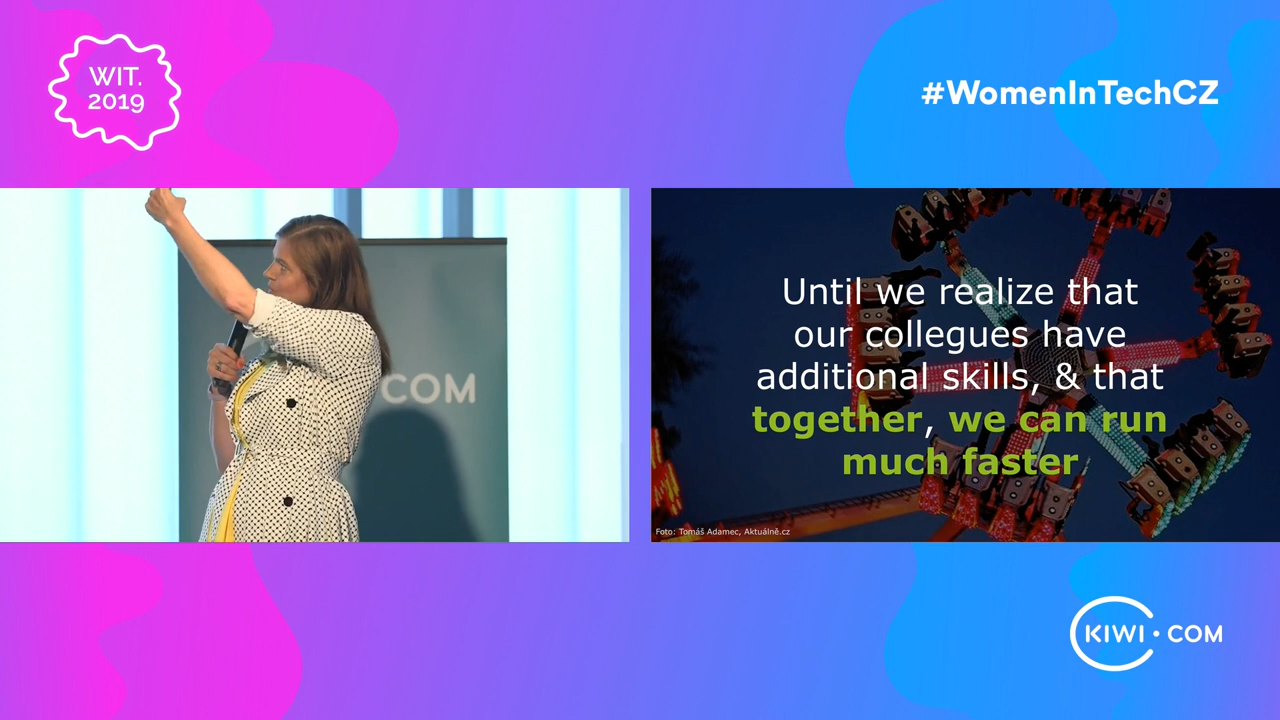 WIT.
2019
#WomenInTechCZ
.COM
Until we realize that
our collegues have
additional skills, & that
together, we can run
much faster
Foto: Tomáš Adamec, Aktuálně.cz
KIWI·COM